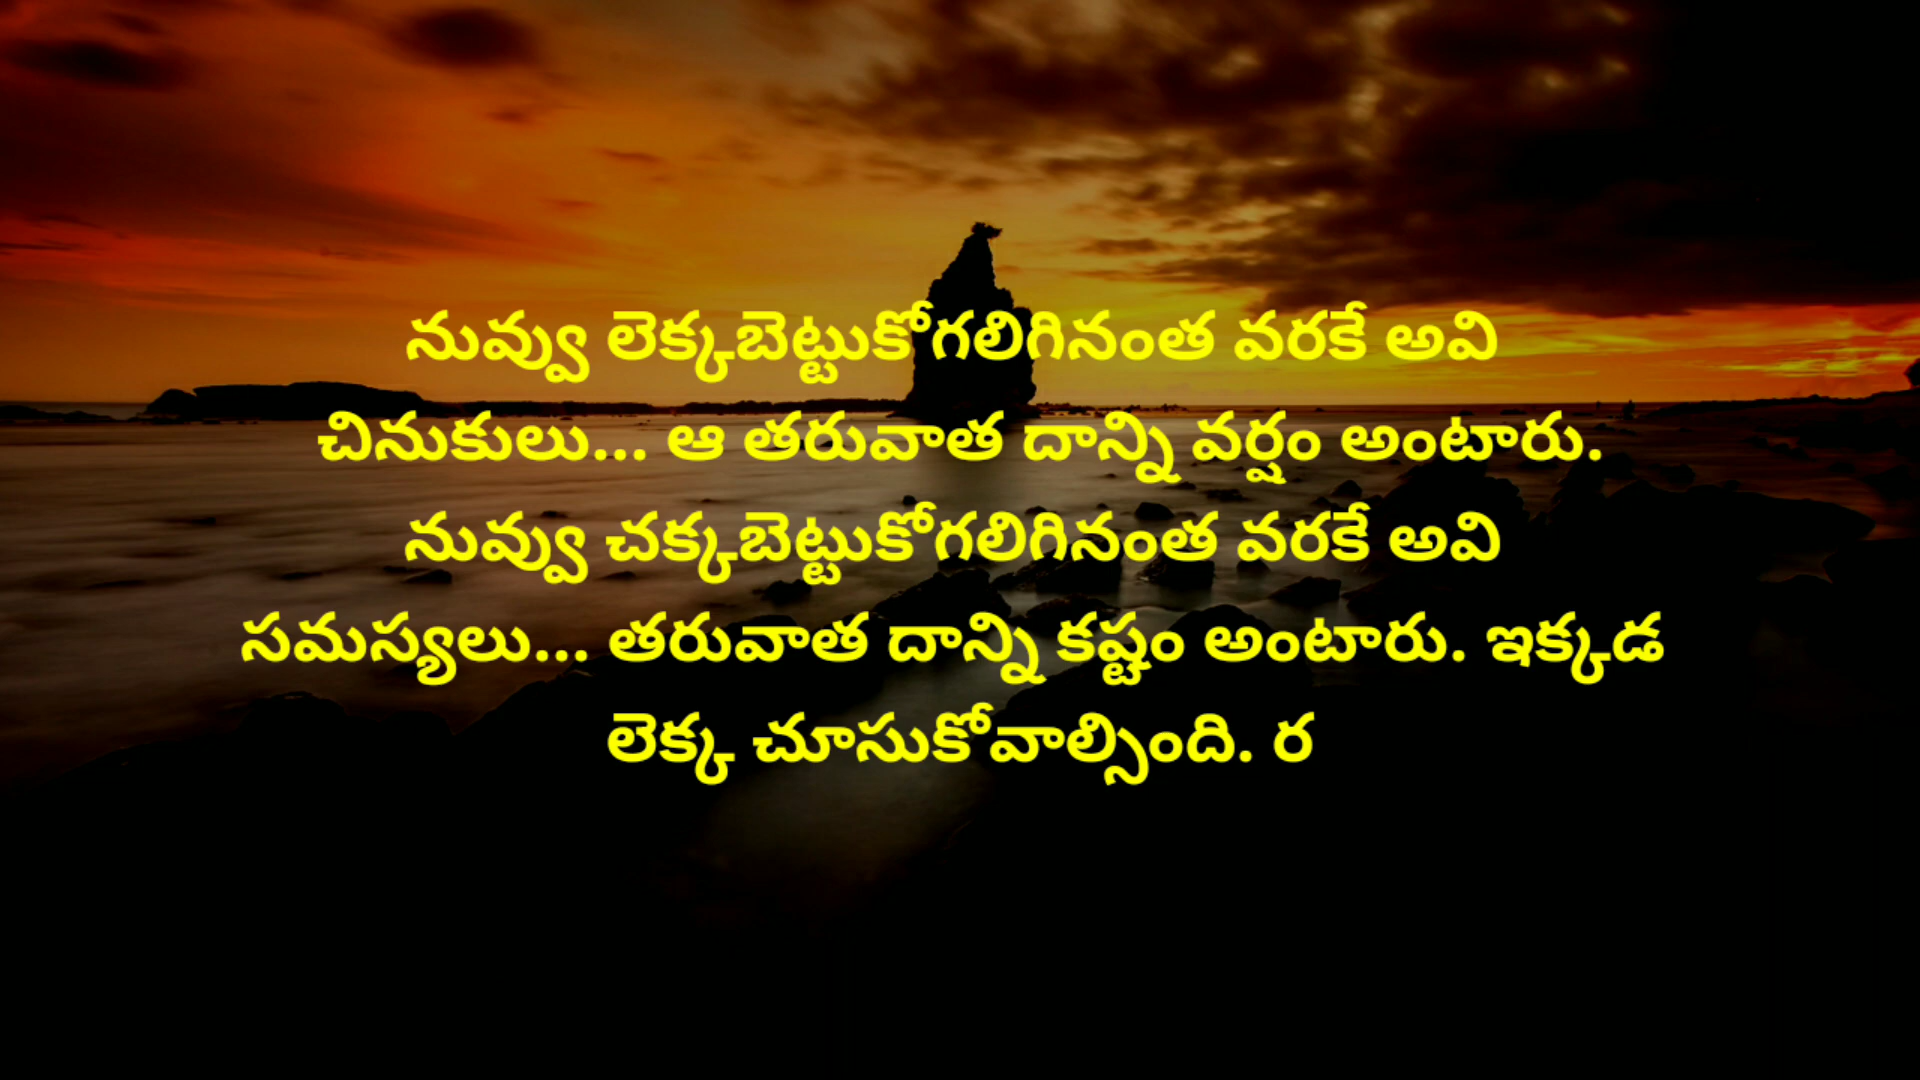 నువ్వు లెక్కబెట్టుకోగలిగినంత వరకే అవి
చినుకులు... ఆ తరువాత దాన్ని వర్షం అంటారు.
నువ్వు చక్కబెట్టుకోగలిగినంత వరకే అవి
సమస్యలు... తరువాత దాన్ని కష్టం అంటారు. ఇక్కడ
లెక్క చూసుకోవాల్సింది. ర